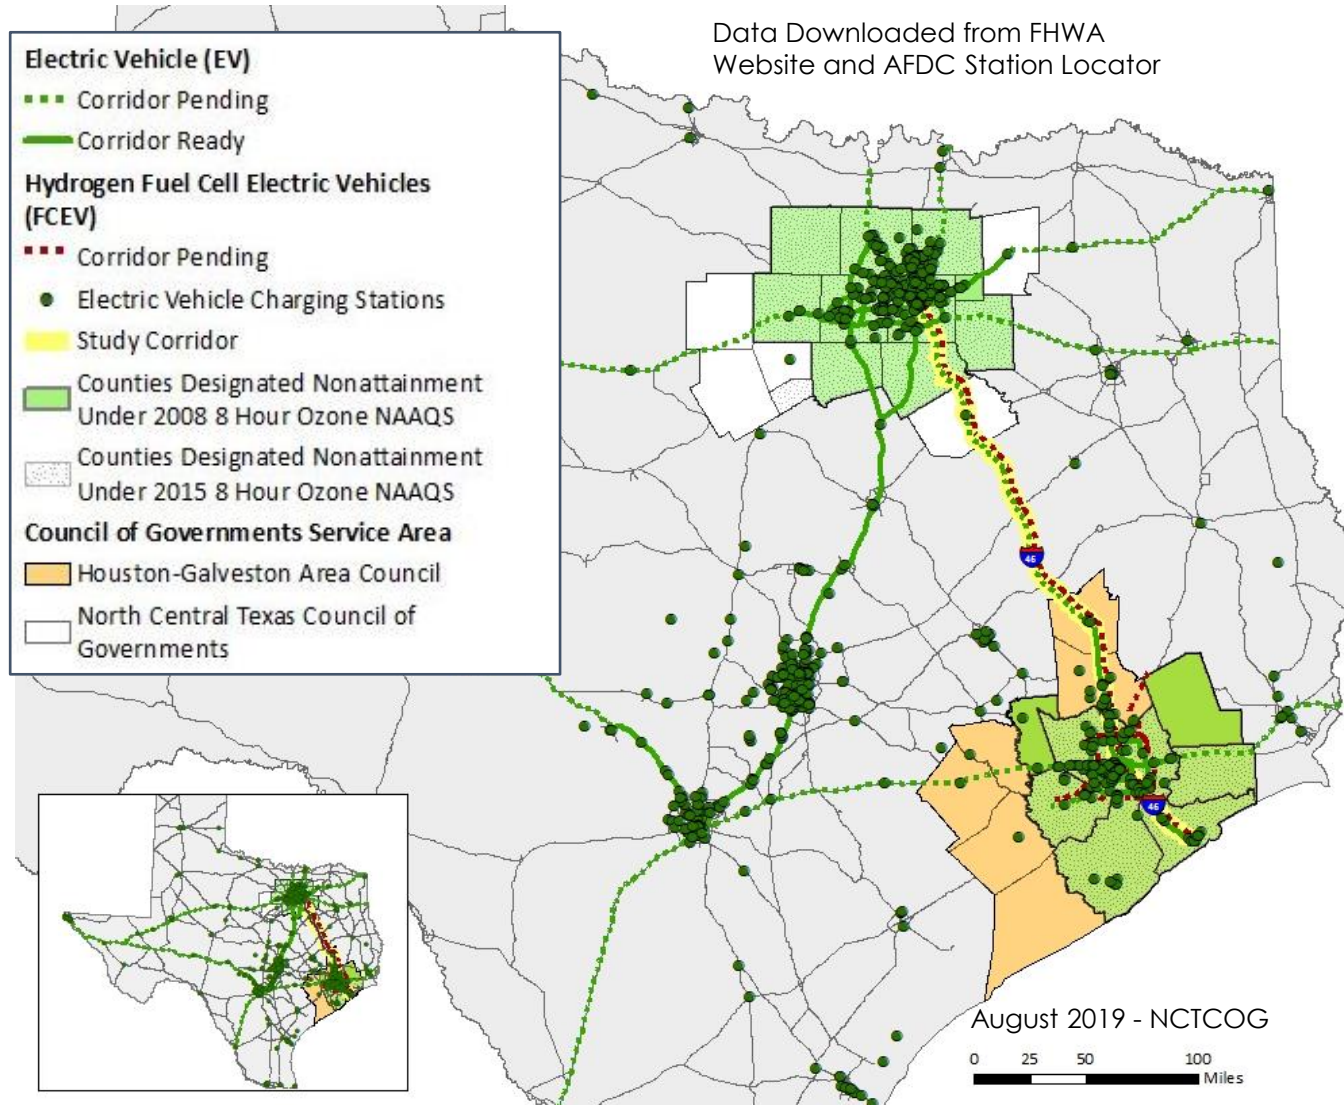 Data Downloaded from FHWA
Website and AFDC Station Locator
Electric Vehicle (EV)
Corridor Pending
Corridor Ready
Hydrogen Fuel Cell Electric Vehicles
(FCEV)
Corridor Pending
Electric Vehicle Charging Stations
Study Corridor
Counties Designated Nonattainment
Under 2008 8 Hour Ozone NAAQS
Counties Designated Nonattainment
Under 2015 8 Hour Ozone NAAQS
Council of Governments Service Area
Houston-Galveston Area Council
North Central Texas Council of
Governments
46
46
August 2019 - NCTCOG
0 25 50 100
Miles